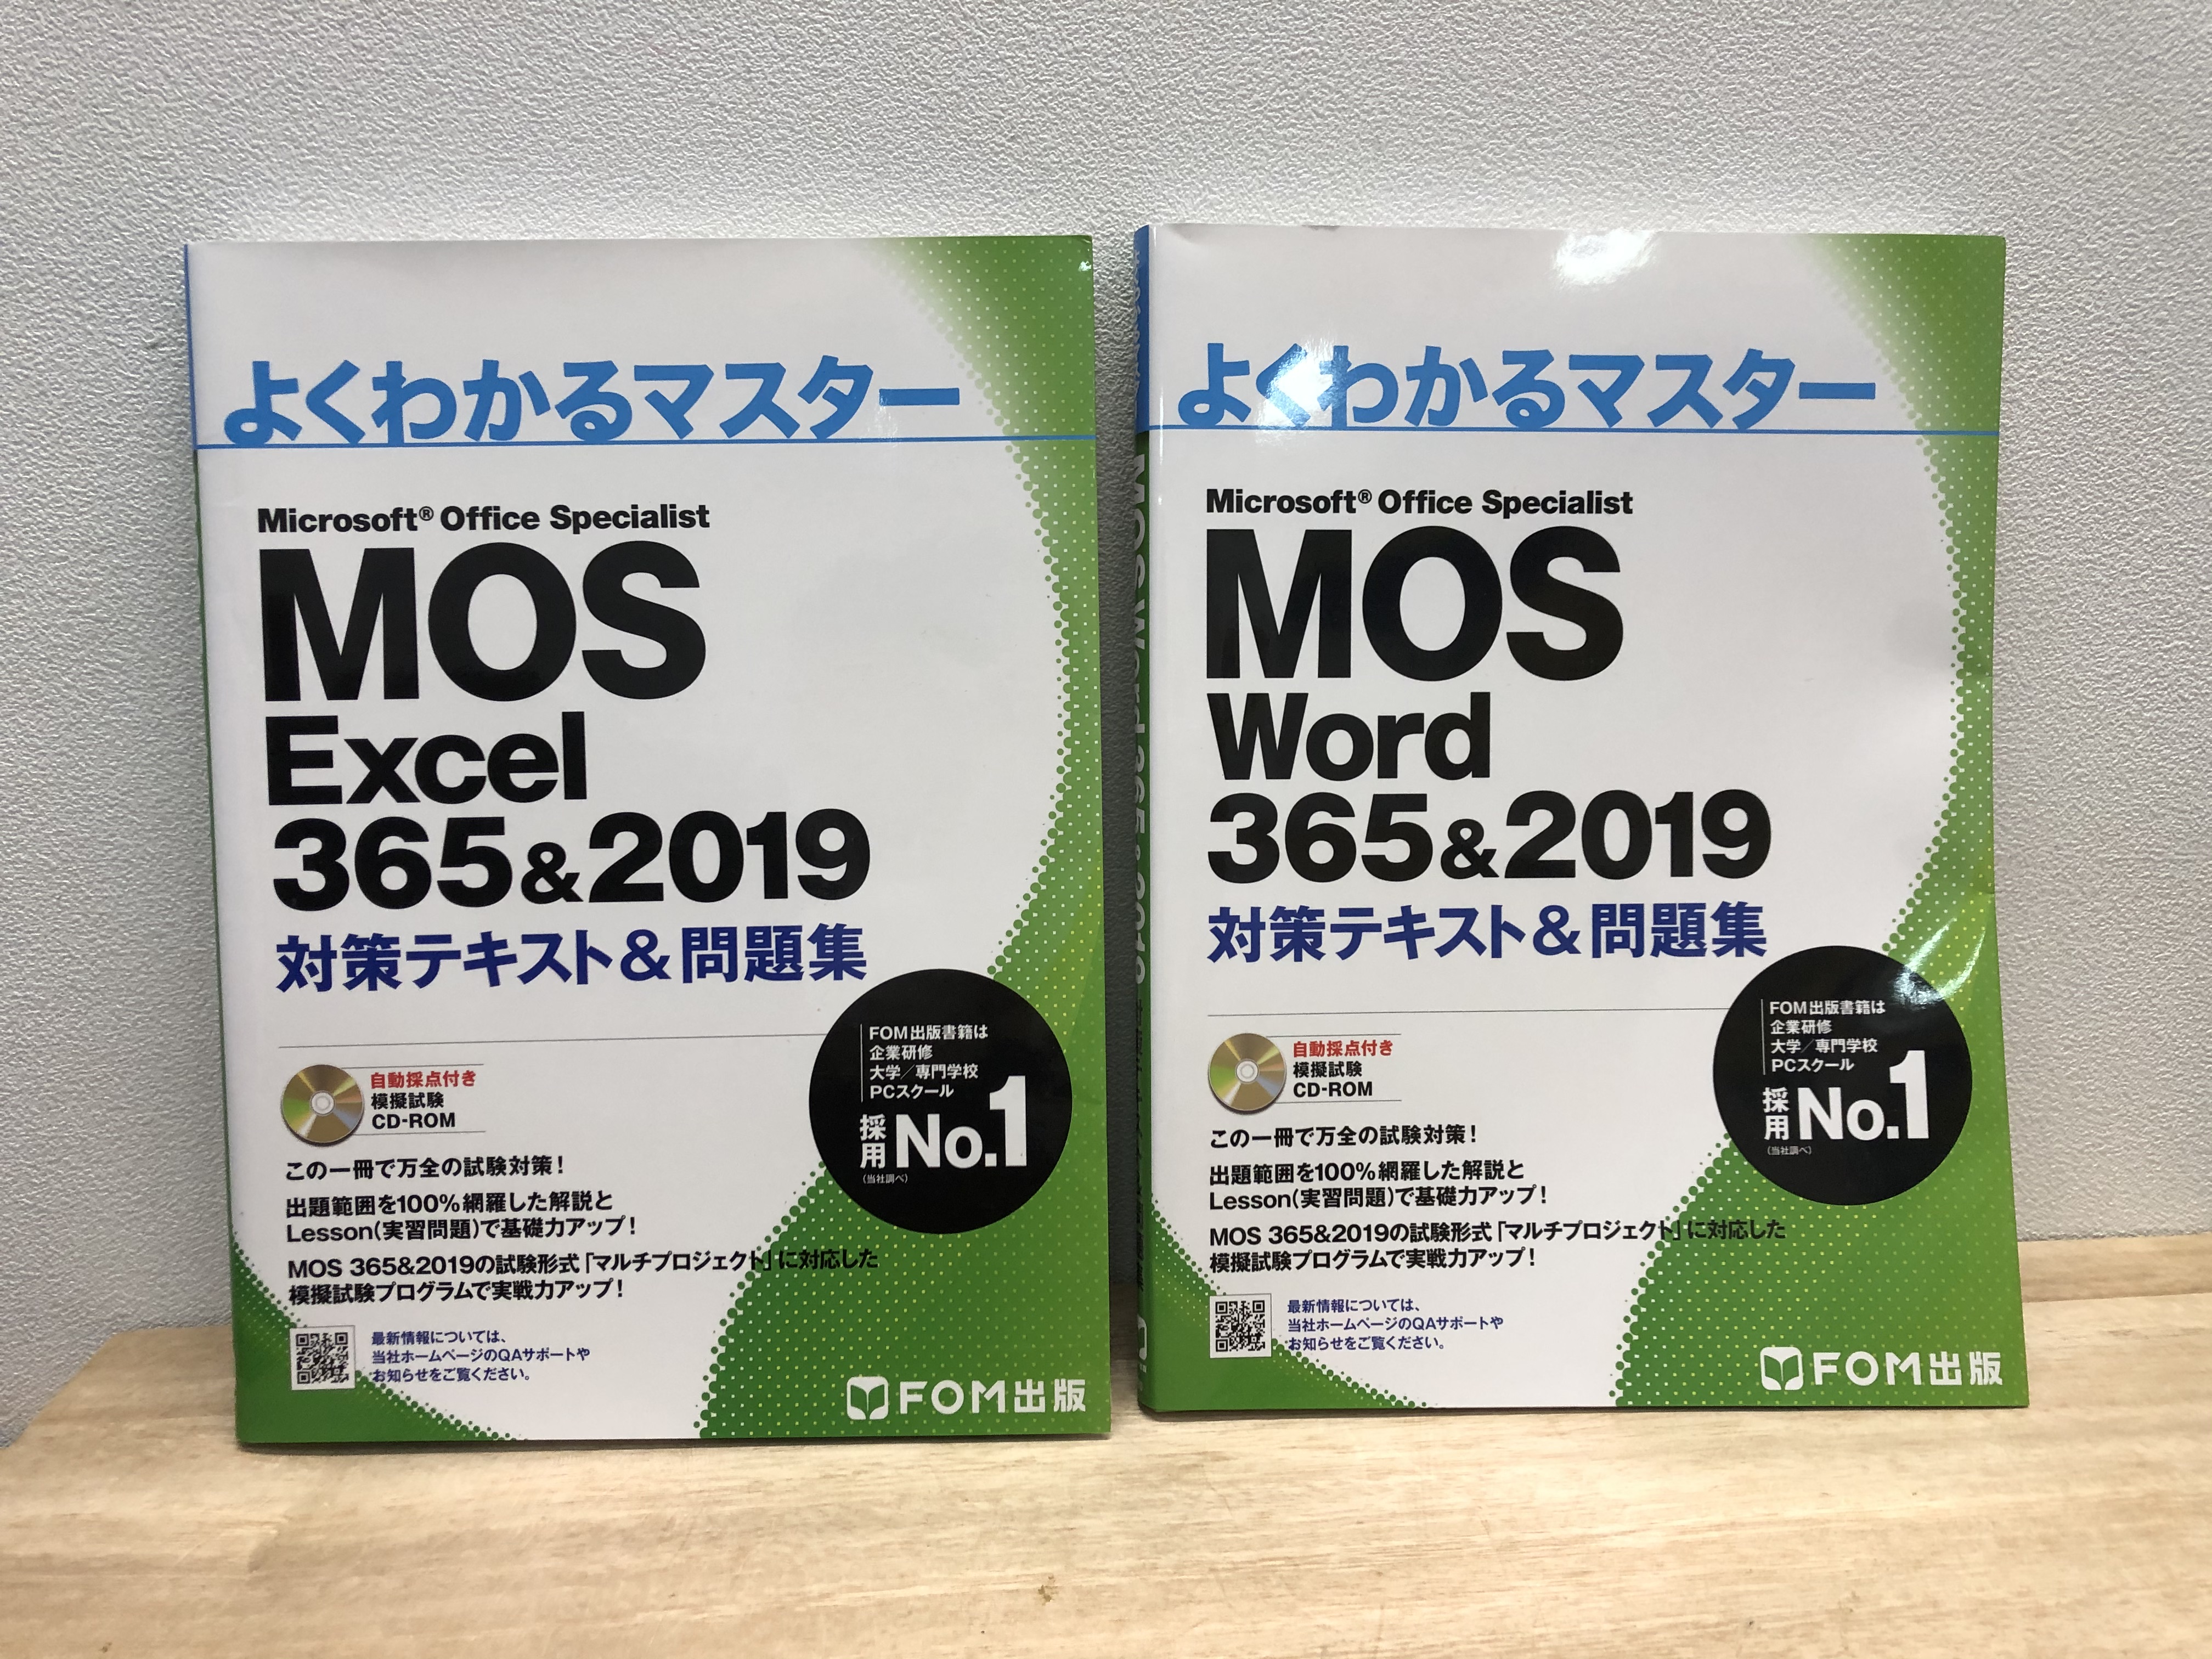 よくわかるマスター
Microsoft® Office Specialist
MOS
Excel
365&2019
対策テキスト&問題集
FOM出版書籍は
企業研修
大学／専門学校
PCスクール
採用 No.1
(当社調べ)
自動採点付き
模擬試験
CD-ROM
この一冊で万全の試験対策！
出題範囲を100%網羅した解説と
Lesson(実習問題)で基礎力アップ！
MOS 365&2019の試験形式「マルチプロジェクト」に対応した
模擬試験プログラムで実戦力アップ！
最新情報については、
当社ホームページのQAサポートや
お知らせをご覧ください。
FOM出版
よくわかるマスター
Microsoft® Office Specialist
MOS
Word
365&2019
対策テキスト&問題集
FOM出版書籍は
企業研修
大学／専門学校
PCスクール
採用 No.1
(当社調べ)
自動採点付き
模擬試験
CD-ROM
この一冊で万全の試験対策！
出題範囲を100%網羅した解説と
Lesson(実習問題)で基礎力アップ！
MOS 365&2019の試験形式「マルチプロジェクト」に対応した
模擬試験プログラムで実戦力アップ！
最新情報については、
当社ホームページのQAサポートや
お知らせをご覧ください。
FOM出版